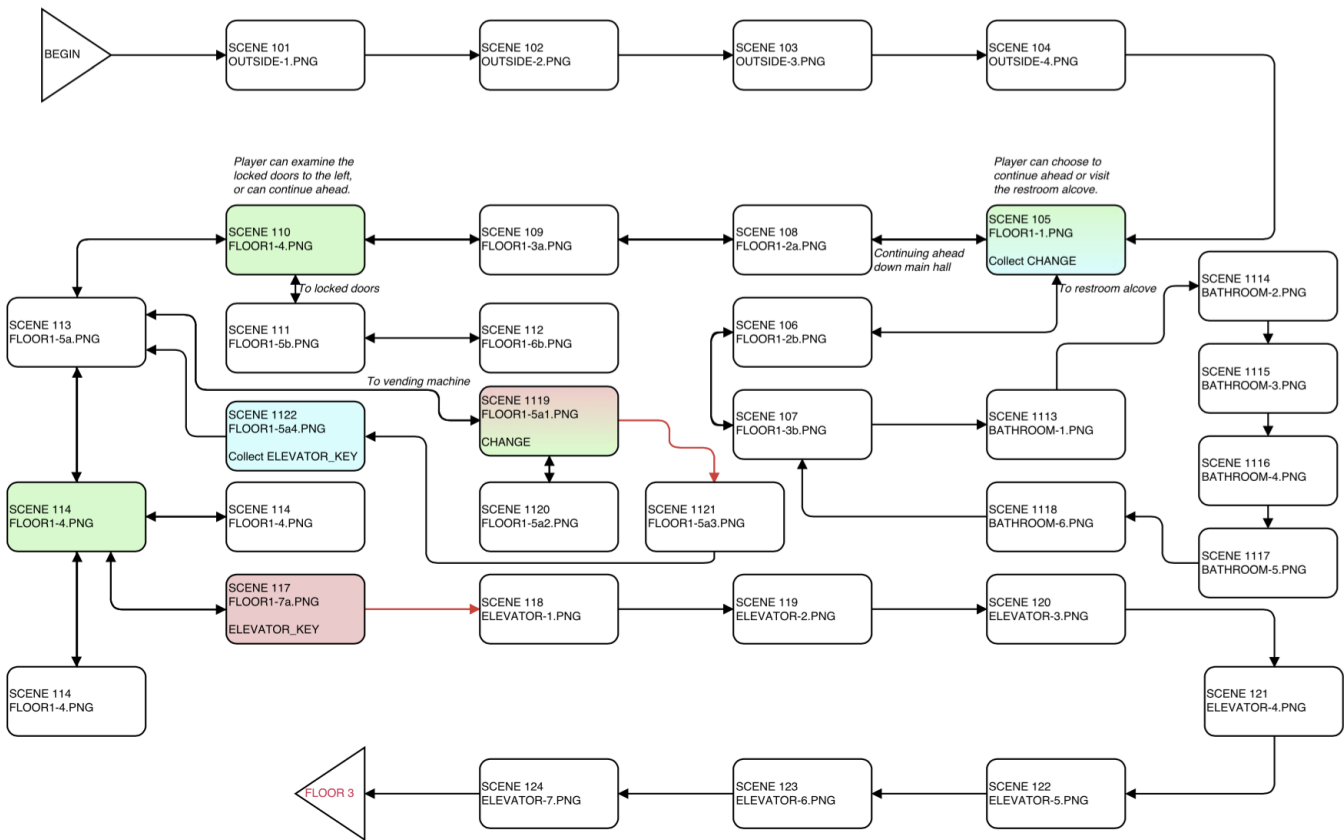 BEGIN
SCENE 101
OUTSIDE-1.PNG
SCENE 102
OUTSIDE-2.PNG
SCENE 103
OUTSIDE-3.PNG
SCENE 104
OUTSIDE-4.PNG
Player can examine the
locked doors to the left,
or can continue ahead.
Player can choose to
continue ahead or visit
the restroom alcove.
SCENE 110
FLOOR1-4.PNG
SCENE 109
FLOOR1-3a.PNG
SCENE 108
FLOOR1-2a.PNG
SCENE 105
FLOOR1-1.PNG
Collect CHANGE
Continuing ahead
down main hall
To locked doors
To restroom alcove
SCENE 1114
BATHROOM-2.PNG
SCENE 113
FLOOR1-5a.PNG
SCENE 111
FLOOR1-5b.PNG
SCENE 112
FLOOR1-6b.PNG
SCENE 106
FLOOR1-2b.PNG
SCENE 1115
BATHROOM-3.PNG
To vending machine
SCENE 1122
FLOOR1-5a4.PNG
Collect ELEVATOR_KEY
SCENE 1119
FLOOR1-5a1.PNG
CHANGE
SCENE 107
FLOOR1-3b.PNG
SCENE 1113
BATHROOM-1.PNG
SCENE 1116
BATHROOM-4.PNG
SCENE 114
FLOOR1-4.PNG
SCENE 114
FLOOR1-4.PNG
SCENE 1120
FLOOR1-5a2.PNG
SCENE 1121
FLOOR1-5a3.PNG
SCENE 1118
BATHROOM-6.PNG
SCENE 1117
BATHROOM-5.PNG
SCENE 117
FLOOR1-7a.PNG
ELEVATOR_KEY
SCENE 118
ELEVATOR-1.PNG
SCENE 119
ELEVATOR-2.PNG
SCENE 120
ELEVATOR-3.PNG
SCENE 114
FLOOR1-4.PNG
SCENE 121
ELEVATOR-4.PNG
FLOOR 3
SCENE 124
ELEVATOR-7.PNG
SCENE 123
ELEVATOR-6.PNG
SCENE 122
ELEVATOR-5.PNG